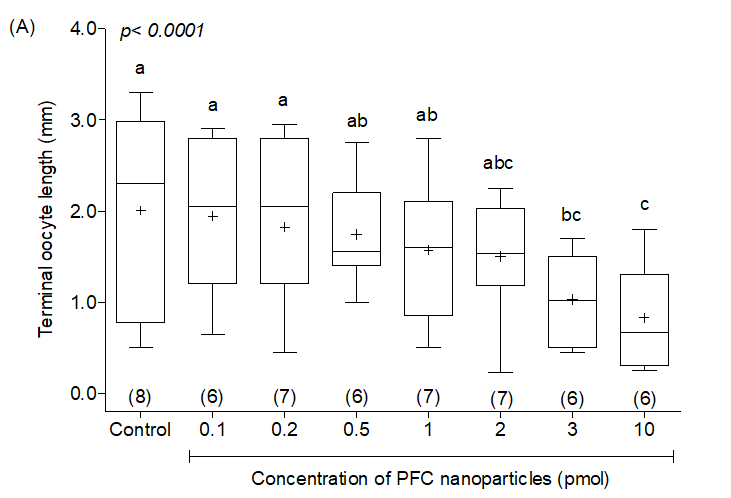 (A)
p< 0.0001
4.0
3.0
2.0
1.0
0.0
Terminal oocyte length (mm)
a
a
a
ab
ab
abc
bc
c
(8) (6) (7) (6) (7) (7) (6) (6)
Control 0.1 0.2 0.5 1 2 3 10
Concentration of PFC nanoparticles (pmol)